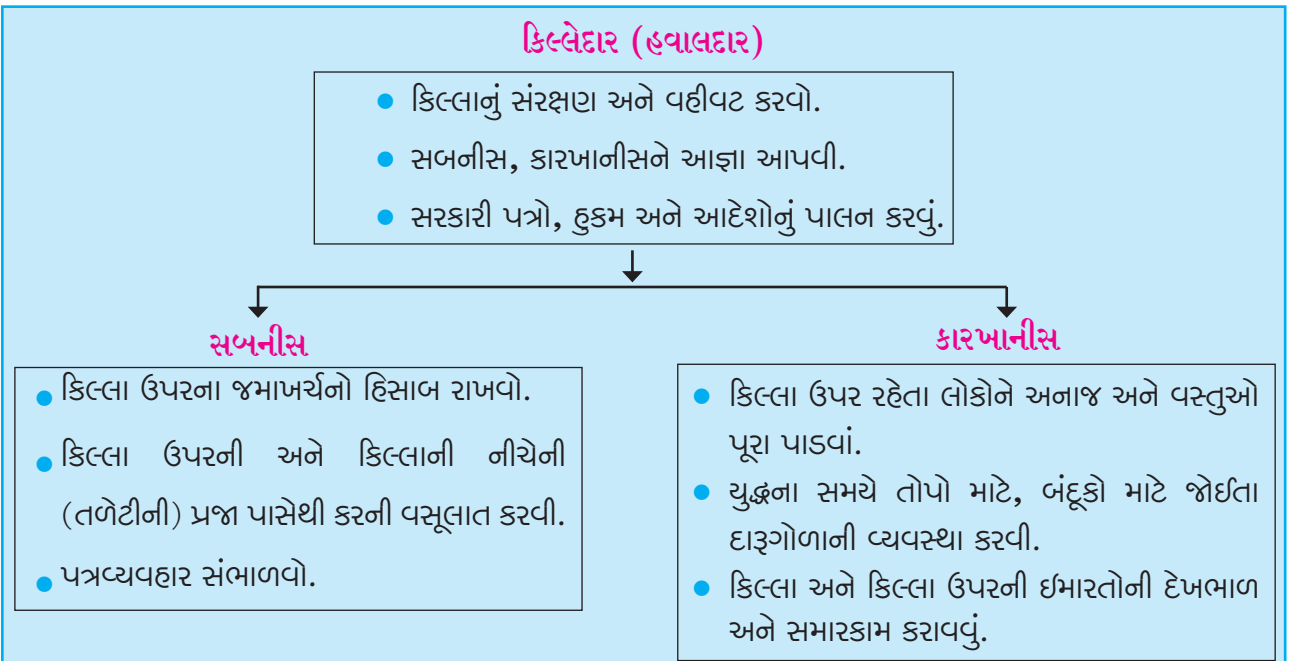 કિલ્લેદાર (હવાલદાર)
● કિલ્લાનું સંરક્ષણ અને વહીવટ કરવો.
● સબનીસ, કારખાનીસને આજ્ઞા આપવી.
● સરકારી પત્રો, હુકમ અને આદેશોનું પાલન કરવું.
સબનીસ
● કિલ્લા ઉપરના જમાખર્ચનો હિસાબ રાખવો.
● કિલ્લા ઉપરની અને કિલ્લાની નીચેની
(તળેટીની) પ્રજા પાસેથી કરની વસૂલાત કરવી.
● પત્રવ્યવહાર સંભાળવો.
કારખાનીસ
● કિલ્લા ઉપર રહેતા લોકોને અનાજ અને વસ્તુઓ
પૂરા પાડવાં.
● યુદ્ધના સમયે તોપો માટે, બંદૂકો માટે જોઈતા
દારૂગોળાની વ્યવસ્થા કરવી.
● કિલ્લા અને કિલ્લા ઉપરની ઈમારતોની દેખભાળ
અને સમારકામ કરાવવું.